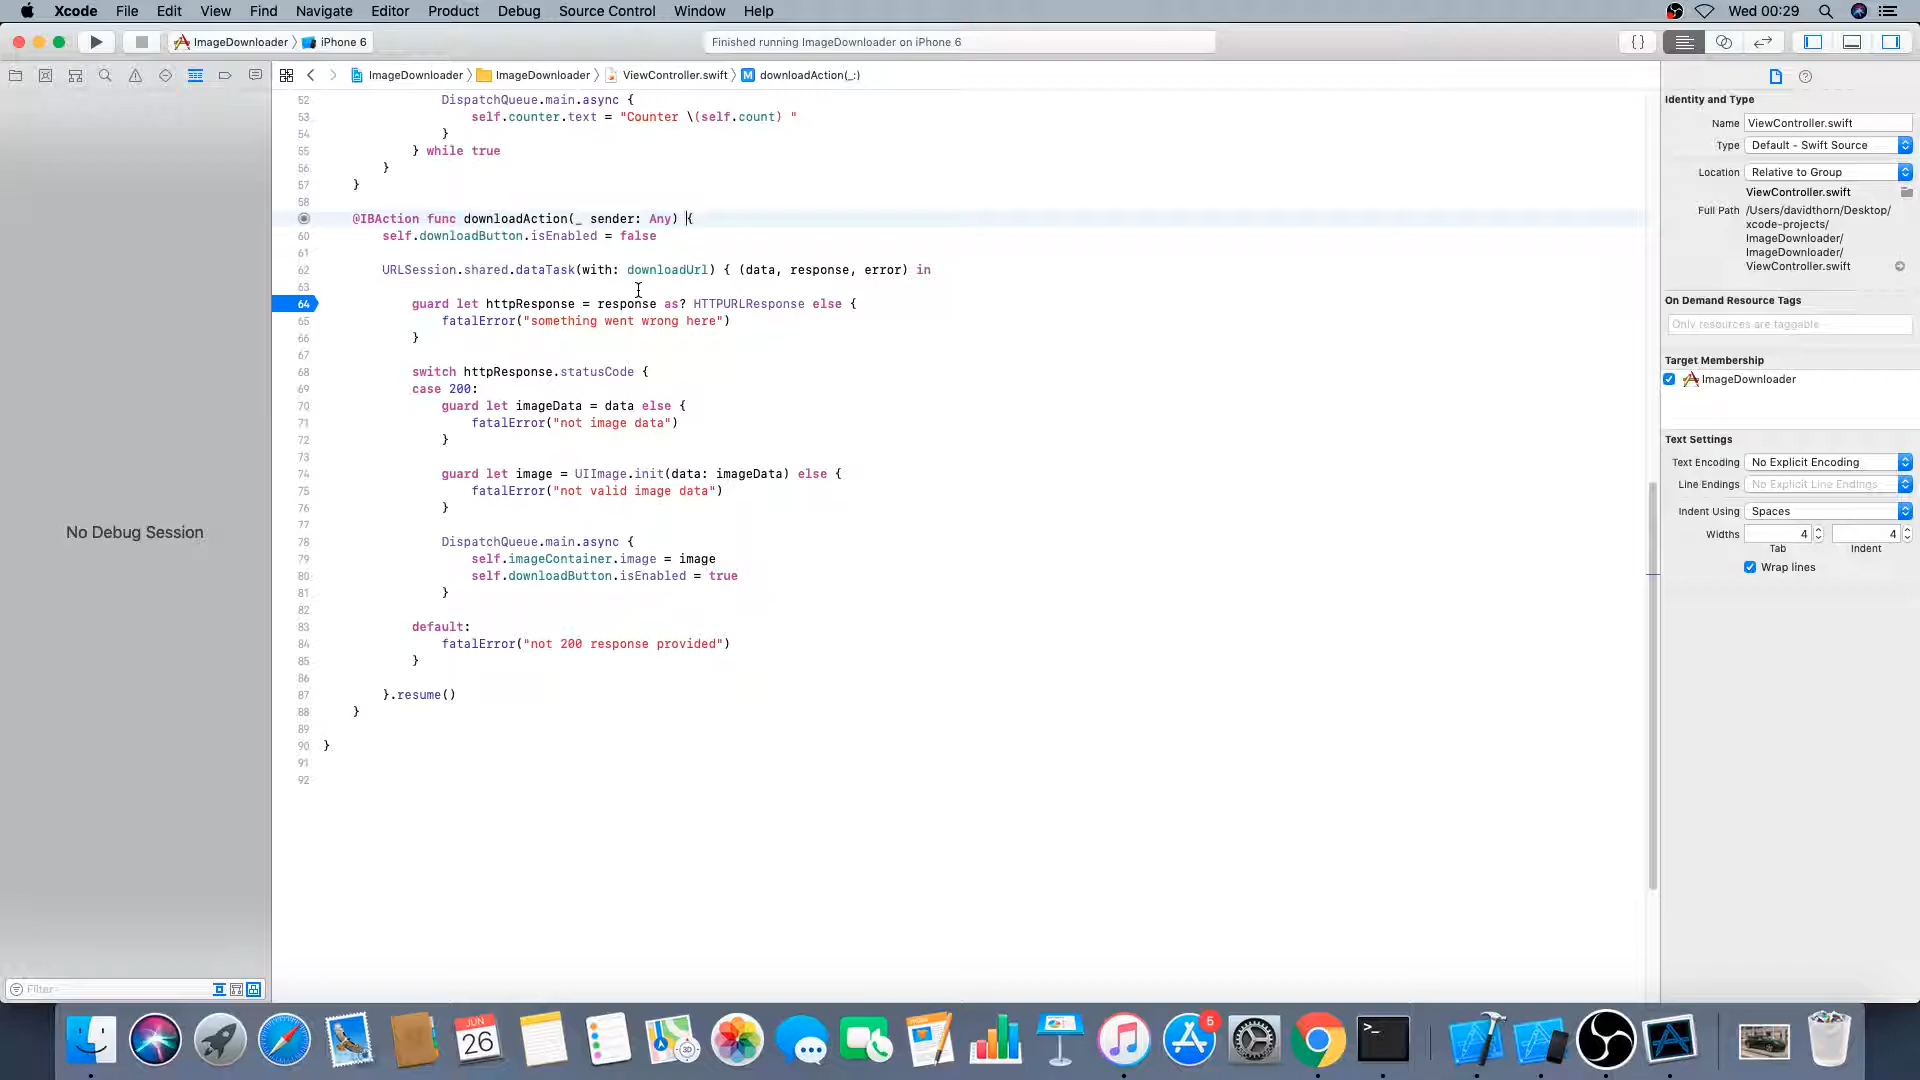 Xcode File Edit View Find Navigate Editor Product Debug Source Control Window Help Wed 00:29
ImageDownloader iPhone 6 Finished running ImageDownloader on iPhone 6 {}
ImageDownloader ImageDownloader ViewController.swift M downloadAction(_:)
52 DispatchQueue.main.async {
53 self.counter.text = "Counter \(self.count) "
54 }
55 } while true
56 }
57 }
58
@IBAction func downloadAction(_ sender: Any) {
60 self.downloadButton.isEnabled = false
61
62 URLSession.shared.dataTask(with: downloadUrl) { (data, response, error) in
63
64 guard let httpResponse = response as? HTTPURLResponse else {
65 fatalError("something went wrong here")
66 }
67
68 switch httpResponse.statusCode {
69 case 200:
70 guard let imageData = data else {
71 fatalError("not image data")
72 }
73
74 guard let image = UIImage.init(data: imageData) else {
75 fatalError("not valid image data")
76 }
77
78 DispatchQueue.main.async {
79 self.imageContainer.image = image
80 self.downloadButton.isEnabled = true
81 }
82
83 default:
84 fatalError("not 200 response provided")
85 }
86
87 }.resume()
88 }
89
90 }
91
92
No Debug Session
Filter
Identity and Type
Name ViewController.swift
Type Default - Swift Source
Location Relative to Group
ViewController.swift
Full Path /Users/davidthorn/Desktop/
xcode-projects/
ImageDownloader/
ImageDownloader/
ViewController.swift
On Demand Resource Tags
Only resources are taggable
Target Membership
ImageDownloader
Text Settings
Text Encoding No Explicit Encoding
Line Endings No Explicit Line Endings
Indent Using Spaces
Widths 4 4
Tab Indent
Wrap lines
JUN
26
3D
5
>_